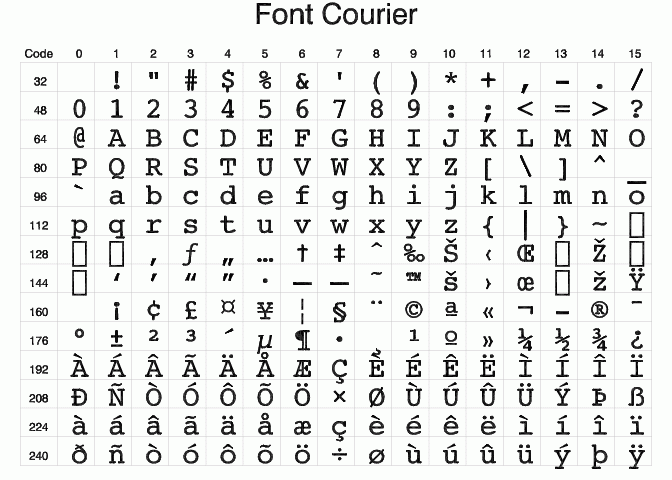 Font Courier
Code 0 1 2 3 4 5 6 7 8 9 10 11 12 13 14 15
32 ! " # $ % & ' ( ) * + , – . /
48 0 1 2 3 4 5 6 7 8 9 : ; < = > ?
64 @ A B C D E F G H I J K L M N O
80 P Q R S T U V W X Y Z [ \ ] ^ _
96 ` a b c d e f g h i j k l m n o
112 p q r s t u v w x y z { | } ~ □
128 □ □ ‚ ƒ „ … † ‡ ˆ ‰ Š ‹ Œ □ Ž □
144 □ ‘ ’ “ ” • — — ˜ ™ š › œ □ ž Ÿ
160 ¡ ¢ £ ¤ ¥ ¦ § ¨ © ª « ¬ – ® ¯
176 ° ± ² ³ ´ µ ¶ · ¸ ¹ º » ¼ ½ ¾ ¿
192 À Á Â Ã Ä Å Æ Ç È É Ê Ë Ì Í Î Ï
208 Ð Ñ Ò Ó Ô Õ Ö × Ø Ù Ú Û Ü Ý Þ ß
224 à á â ã ä å æ ç è é ê ë ì í î ï
240 ð ñ ò ó ô õ ö ÷ ø ù ú û ü ý þ ÿ